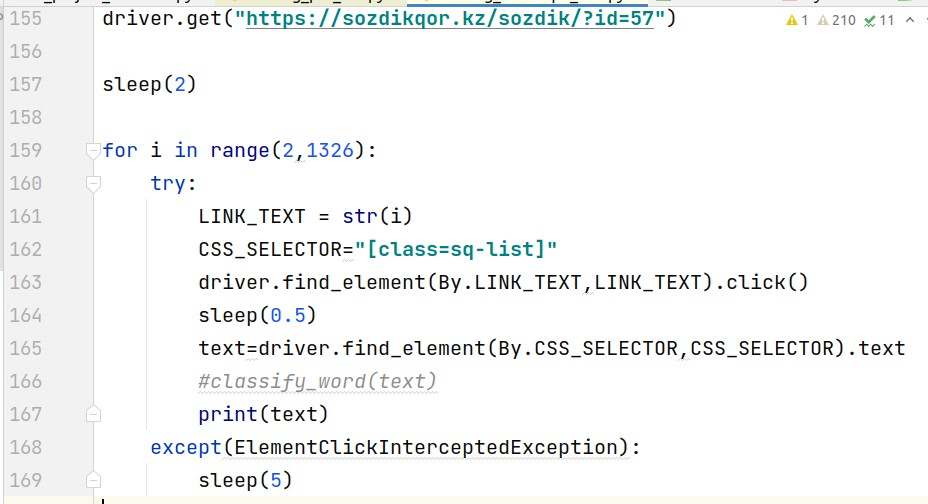 155 driver.get("https://sozdikqor.kz/sozdik/?id=57") 1 210 11
156
157 sleep(2)
158
159 for i in range(2,1326):
160     try:
161         LINK_TEXT = str(i)
162         CSS_SELECTOR="[class=sq-list]"
163         driver.find_element(By.LINK_TEXT,LINK_TEXT).click()
164         sleep(0.5)
165         text=driver.find_element(By.CSS_SELECTOR,CSS_SELECTOR).text
166         #classify_word(text)
167         print(text)
168     except(ElementClickInterceptedException):
169         sleep(5)